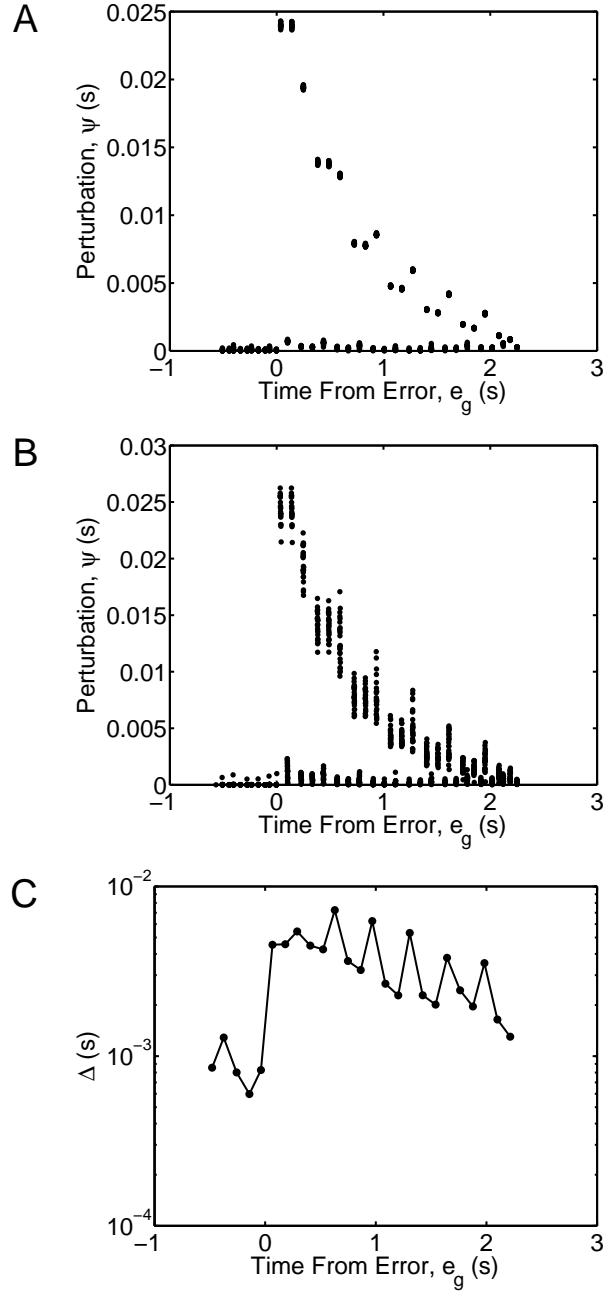 A
0.025
0.02
0.015
0.01
0.005
0
Perturbation, ψ (s)
−1 0 1 2 3
Time From Error, e_g (s)
B
0.03
0.025
0.02
0.015
0.01
0.005
0
Perturbation, ψ (s)
−1 0 1 2 3
Time From Error, e_g (s)
C
10^−2
10^−3
10^−4
Δ (s)
−1 0 1 2 3
Time From Error, e_g (s)